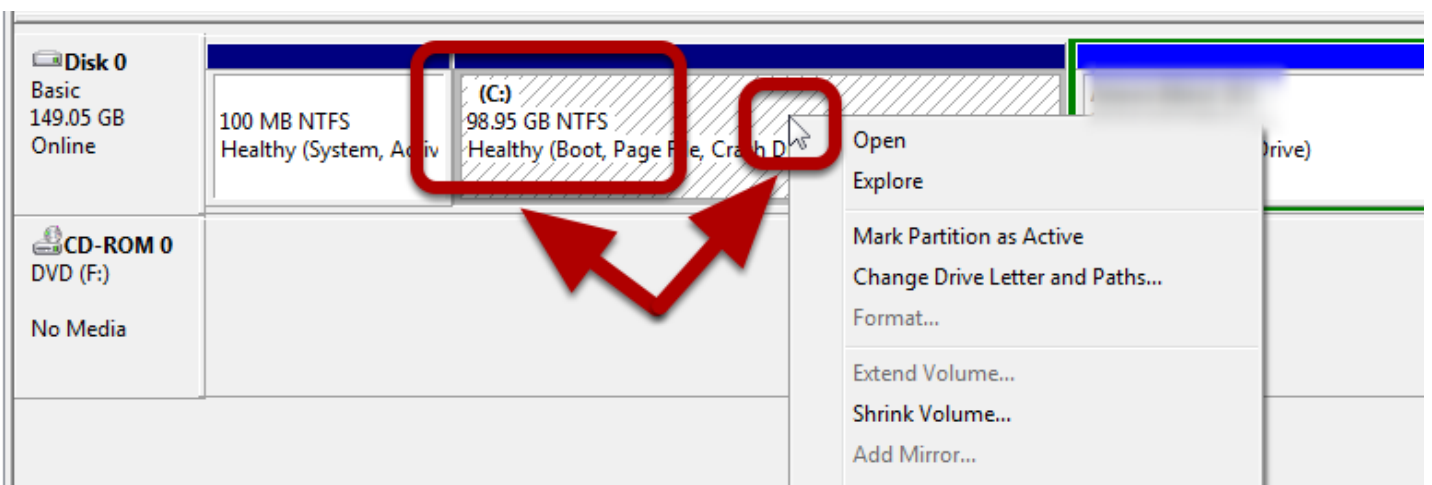 Disk 0
Basic
149.05 GB
Online
100 MB NTFS
Healthy (System, Activ
(C:)
98.95 GB NTFS
Healthy (Boot, Page File, Crash D
Drive)
CD-ROM 0
DVD (F:)
No Media
Open
Explore
Mark Partition as Active
Change Drive Letter and Paths...
Format...
Extend Volume...
Shrink Volume...
Add Mirror...